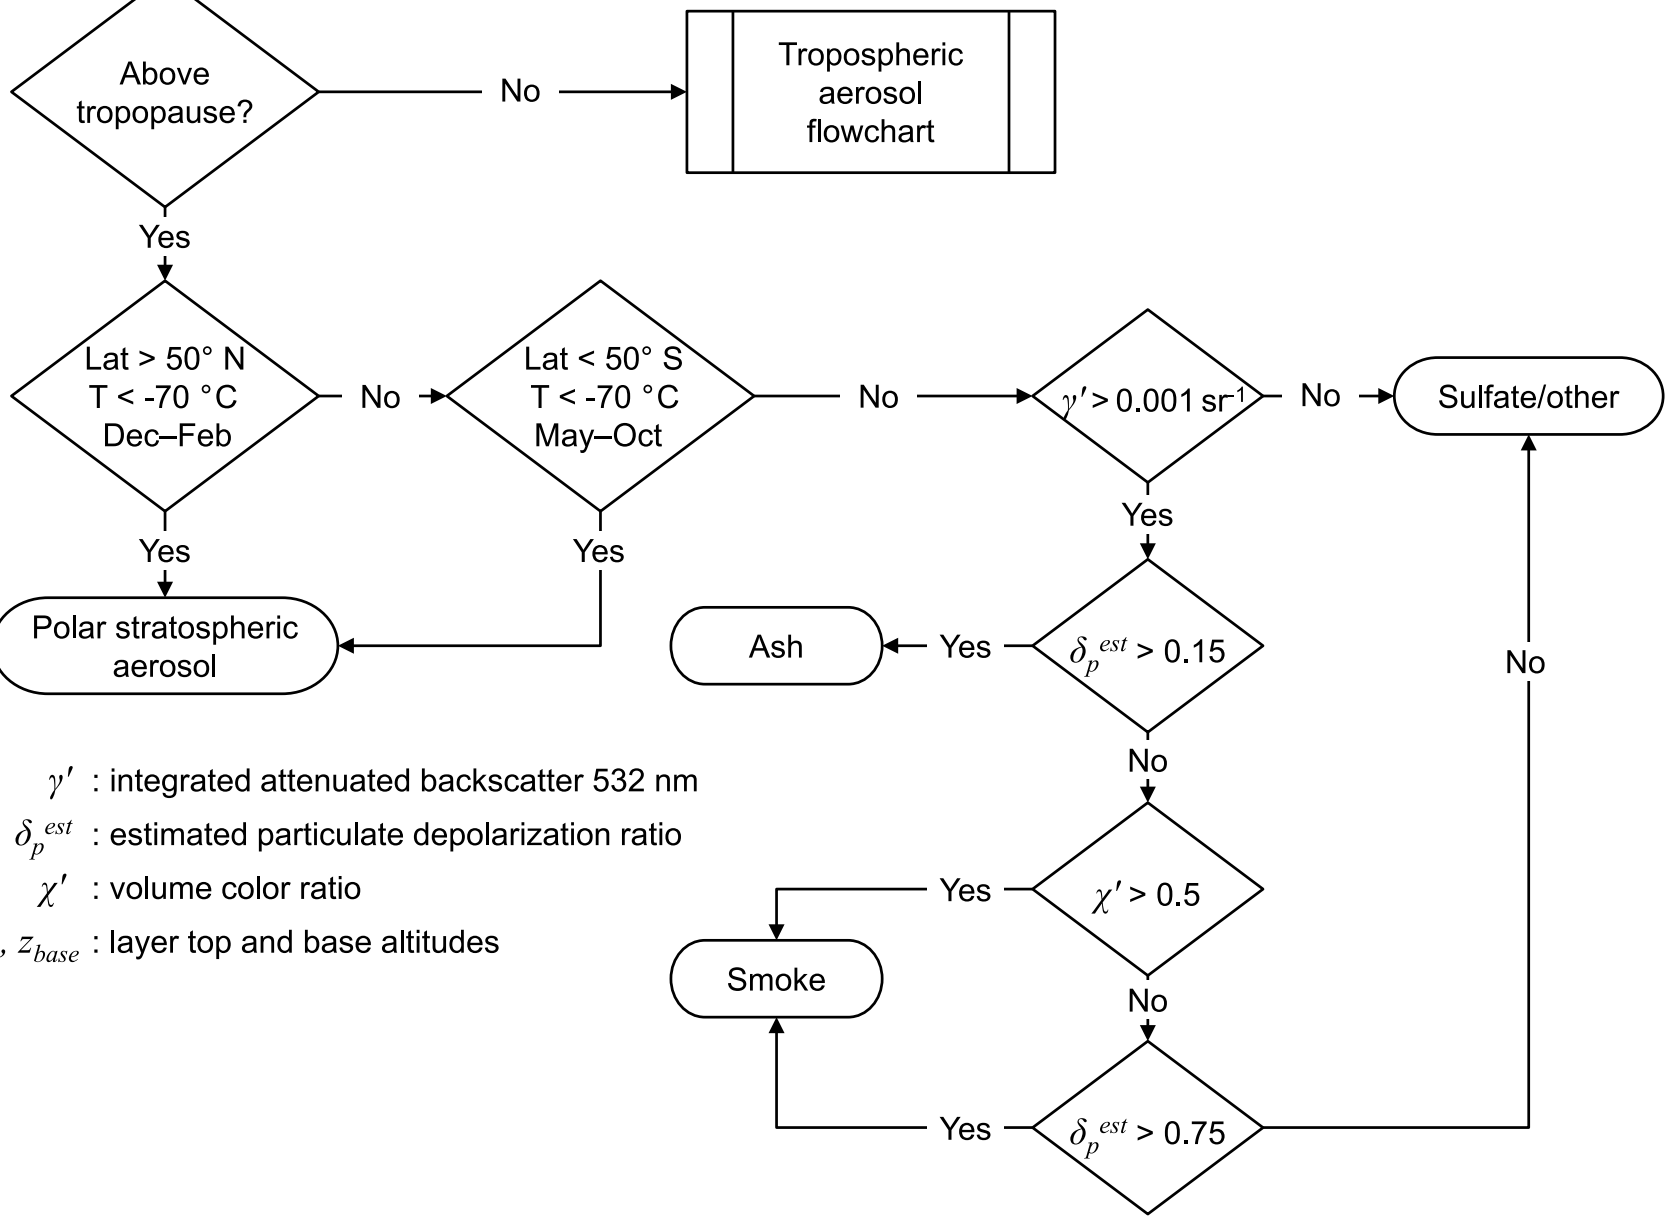 Above
tropopause?
No
Tropospheric
aerosol
flowchart
Yes
Lat > 50° N
T < -70 °C
Dec–Feb
No
Lat < 50° S
T < -70 °C
May–Oct
No
γ′ > 0.001 sr⁻¹
No
Sulfate/other
Yes
Yes
Yes
Polar stratospheric
aerosol
Ash
Yes
δₚᵉˢᵗ > 0.15
No
No
γ′ : integrated attenuated backscatter 532 nm
δₚᵉˢᵗ : estimated particulate depolarization ratio
χ′ : volume color ratio
, z_base : layer top and base altitudes
Yes
χ′ > 0.5
Smoke
No
Yes
δₚᵉˢᵗ > 0.75